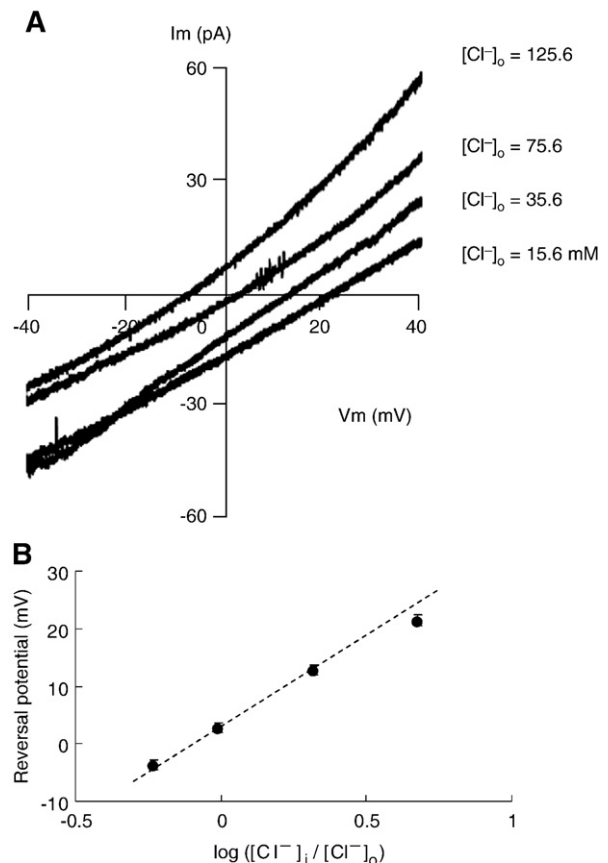 A
Im (pA)
60
[Cl⁻]ₒ = 125.6
[Cl⁻]ₒ = 75.6
30
[Cl⁻]ₒ = 35.6
[Cl⁻]ₒ = 15.6 mM
-40 -20 0 20 40
-30
Vm (mV)
-60
B
30
20
10
0
-10
Reversal potential (mV)
-0.5 0 0.5 1
log ([Cl⁻]ᵢ / [Cl⁻]ₒ)